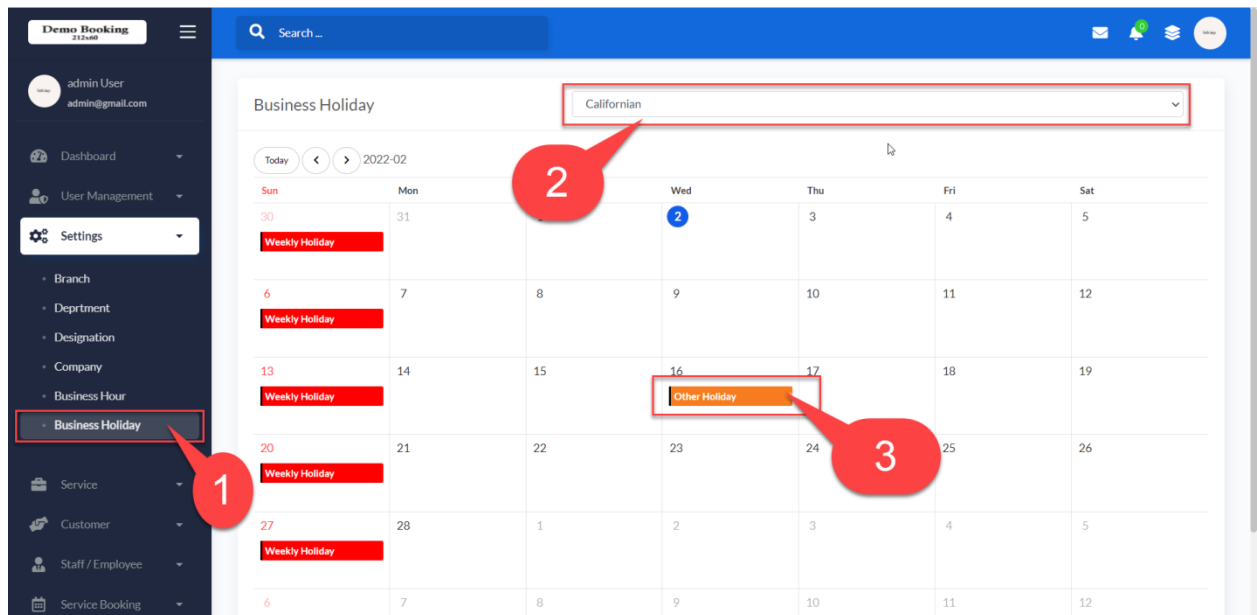 Demo Booking
212x60
Search ...
0
admin User
admin@gmail.com
Dashboard
User Management
Settings
Branch
Deprtment
Designation
Company
Business Hour
Business Holiday
Service
Customer
Staff / Employee
Service Booking
1
Business Holiday
Californian
2
Today 2022-02
Sun Mon Wed Thu Fri Sat
30 31 2 3 4 5
Weekly Holiday
6 7 8 9 10 11 12
Weekly Holiday
13 14 15 16 17 18 19
Weekly Holiday Other Holiday
3
20 21 22 23 24 25 26
Weekly Holiday
27 28 1 2 3 4 5
Weekly Holiday
6 7 8 9 10 11 12